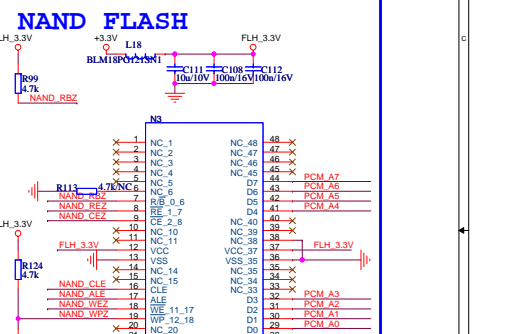 NAND FLASH
LH_3.3V +3.3V L18 FLH_3.3V
BLM18PG121SN1
C111 C108 C112
10n/10V 100n/16V 100n/16V
R99
4.7k
NAND_RBZ
N3
1 NC_1 NC_48 48
2 NC_2 NC_47 47
3 NC_3 NC_46 46
4 NC_4 NC_45 45
5 NC_5 D7 44 PCM_A7
R113 4.7k/NC 6 NC_6 D6 43 PCM_A6
NAND_RBZ 7 R/B_0_6 D5 42 PCM_A5
NAND_REZ 8 RE_1_7 D4 41 PCM_A4
NAND_CEZ 9 CE_2_8 NC_40 40
10 NC_10 NC_39 39
LH_3.3V 11 NC_11 NC_38 38
FLH_3.3V 12 VCC VCC_37 37 FLH_3.3V
13 VSS VSS_35 36
R124 14 NC_14 NC_35 35
4.7k 15 NC_15 NC_34 34
NAND_CLE 16 CLE NC_33 33
NAND_ALE 17 ALE D3 32 PCM_A3
NAND_WEZ 18 WE_11_17 D2 31 PCM_A2
NAND_WPZ 19 WP_12_18 D1 30 PCM_A1
20 NC_20 D0 29 PCM_A0
C